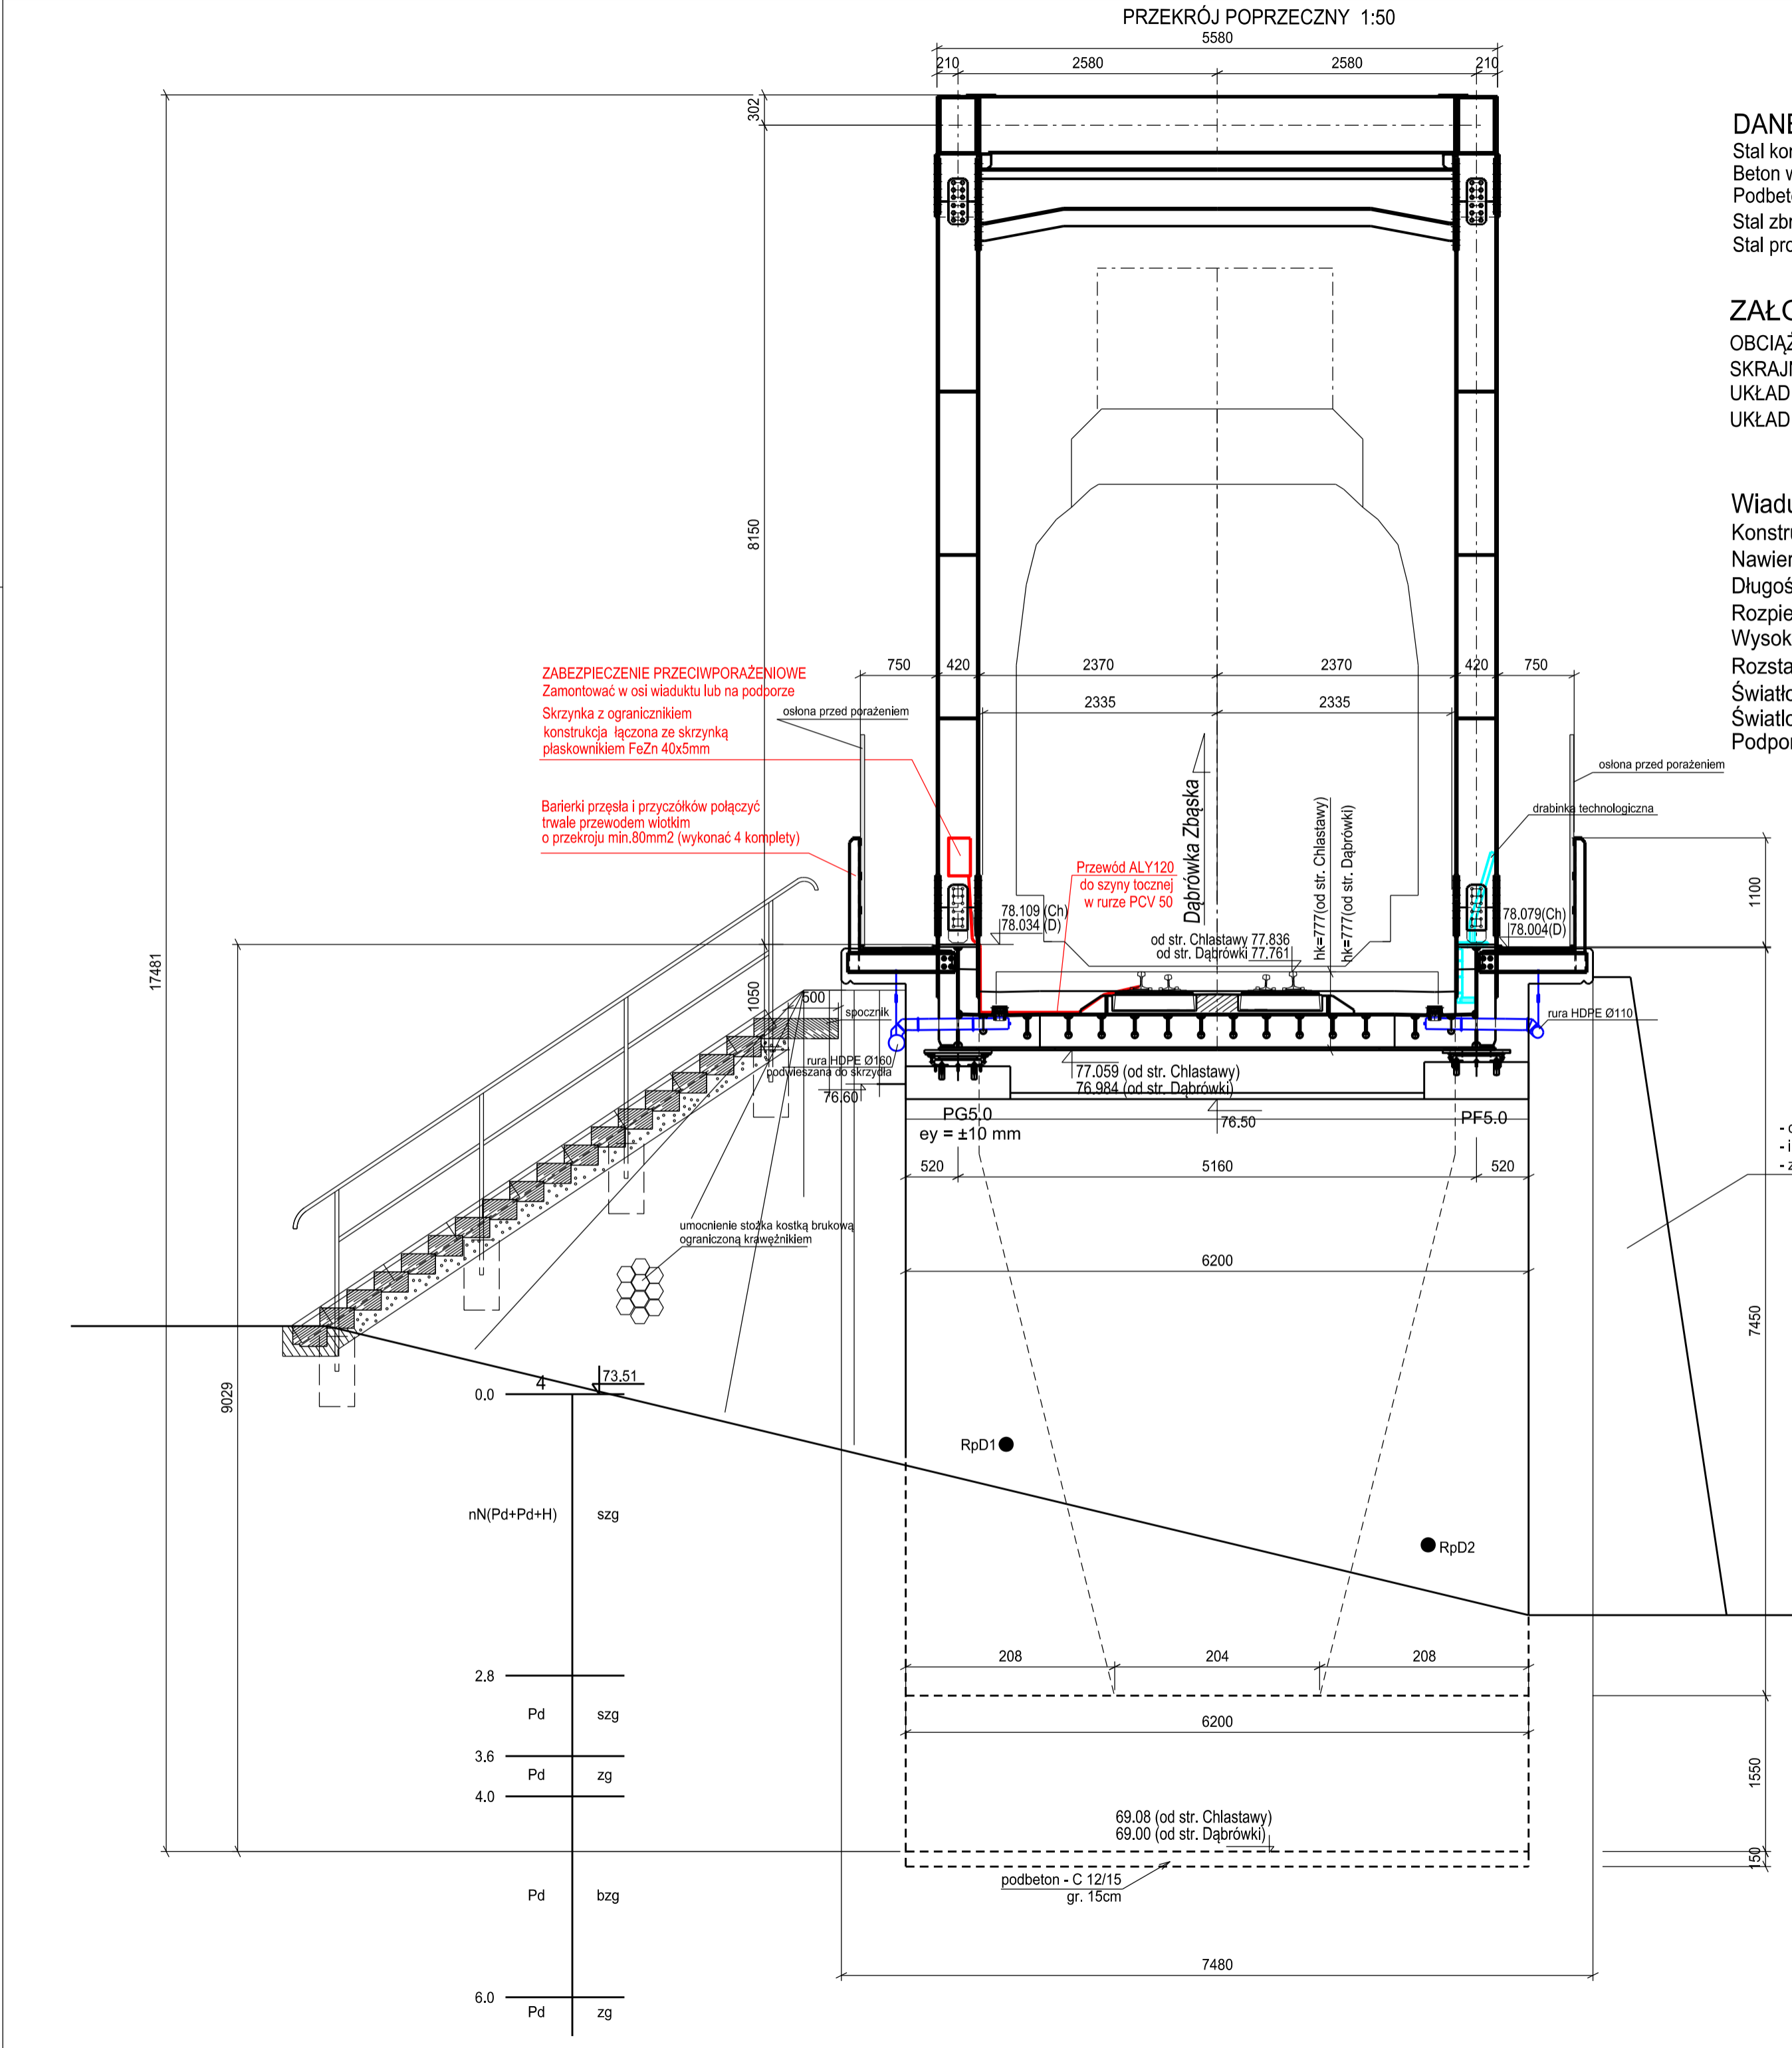 PRZEKRÓJ POPRZECZNY 1:50
5580
210
2580
2580
210
302
8150
17481
9029
ZABEZPIECZENIE PRZECIWPORAŻENIOWE
Zamontować w osi wiaduktu lub na podporze
Skrzynka z ogranicznikiem
konstrukcja łączona ze skrzynką
płaskownikiem FeZn 40x5mm
Barierki przęsła i przyczółków połączyć
trwale przewodem wiotkim
o przekroju min.80mm2 (wykonać 4 komplety)
750
420
2370
2370
420
750
2335
2335
osłona przed porażeniem
osłona przed porażeniem
drabinka technologiczna
Dąbrówka Zbąska
hk=777(od str. Chlastawy)
hk=777(od str. Dąbrówki)
Przewód ALY120
do szyny tocznej
w rurze PCV 50
78.109 (Ch)
78.034 (D)
78.079(Ch)
78.004(D)
od str. Chlastawy 77.836
od str. Dąbrówki 77.761
1100
1050
500
spocznik
rura HDPE Ø160
podwieszana do skrzydła
rura HDPE Ø110
76.60
77.059 (od str. Chlastawy)
76.984 (od str. Dąbrówki)
76.50
PG5.0
ey = ±10 mm
PF5.0
520
5160
520
umocnienie stożka kostką brukową
ograniczoną krawężnikiem
6200
7450
4
73.51
0.0
RpD1
RpD2
nN(Pd+Pd+H)
szg
208
204
208
2.8
Pd
szg
6200
3.6
Pd
zg
4.0
1550
69.08 (od str. Chlastawy)
69.00 (od str. Dąbrówki)
150
podbeton - C 12/15
gr. 15cm
Pd
bzg
7480
6.0
Pd
zg
DANE
Stal kon
Beton w
Podbet
Stal zbr
Stal pro
ZAŁO
OBCIĄŻ
SKRAJN
UKŁAD
UKŁAD
Wiadu
Konstru
Nawier
Długoś
Rozpie
Wysok
Rozsta
Światło
Światlo
Podpor
- i
- z